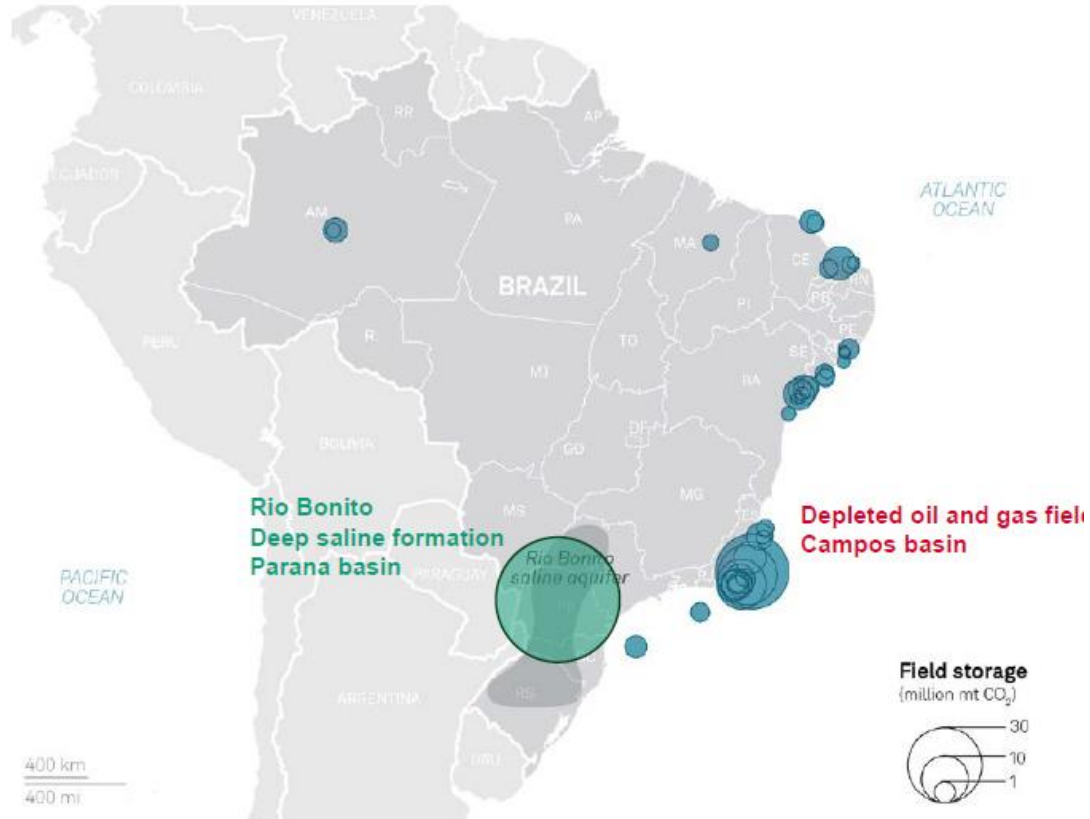 VENEZUELA
COLOMBIA
RR
AP
ECUADOR
ATLANTIC
OCEAN
AM
PA
MA
CE
RN
BRAZIL
PB
PI
PE
PERU
R
TO
SE
MT
BA
BOLIVIA
DF
GO
MG
MS
ES
Rio Bonito
Deep saline formation
Parana basin
Depleted oil and gas field
Campos basin
Rio Bonito
saline aquifer
PACIFIC
OCEAN
PARAGUAY
PR
RS
ARGENTINA
URU
Field storage
(million mt CO₂)
30
10
1
400 km
400 mi